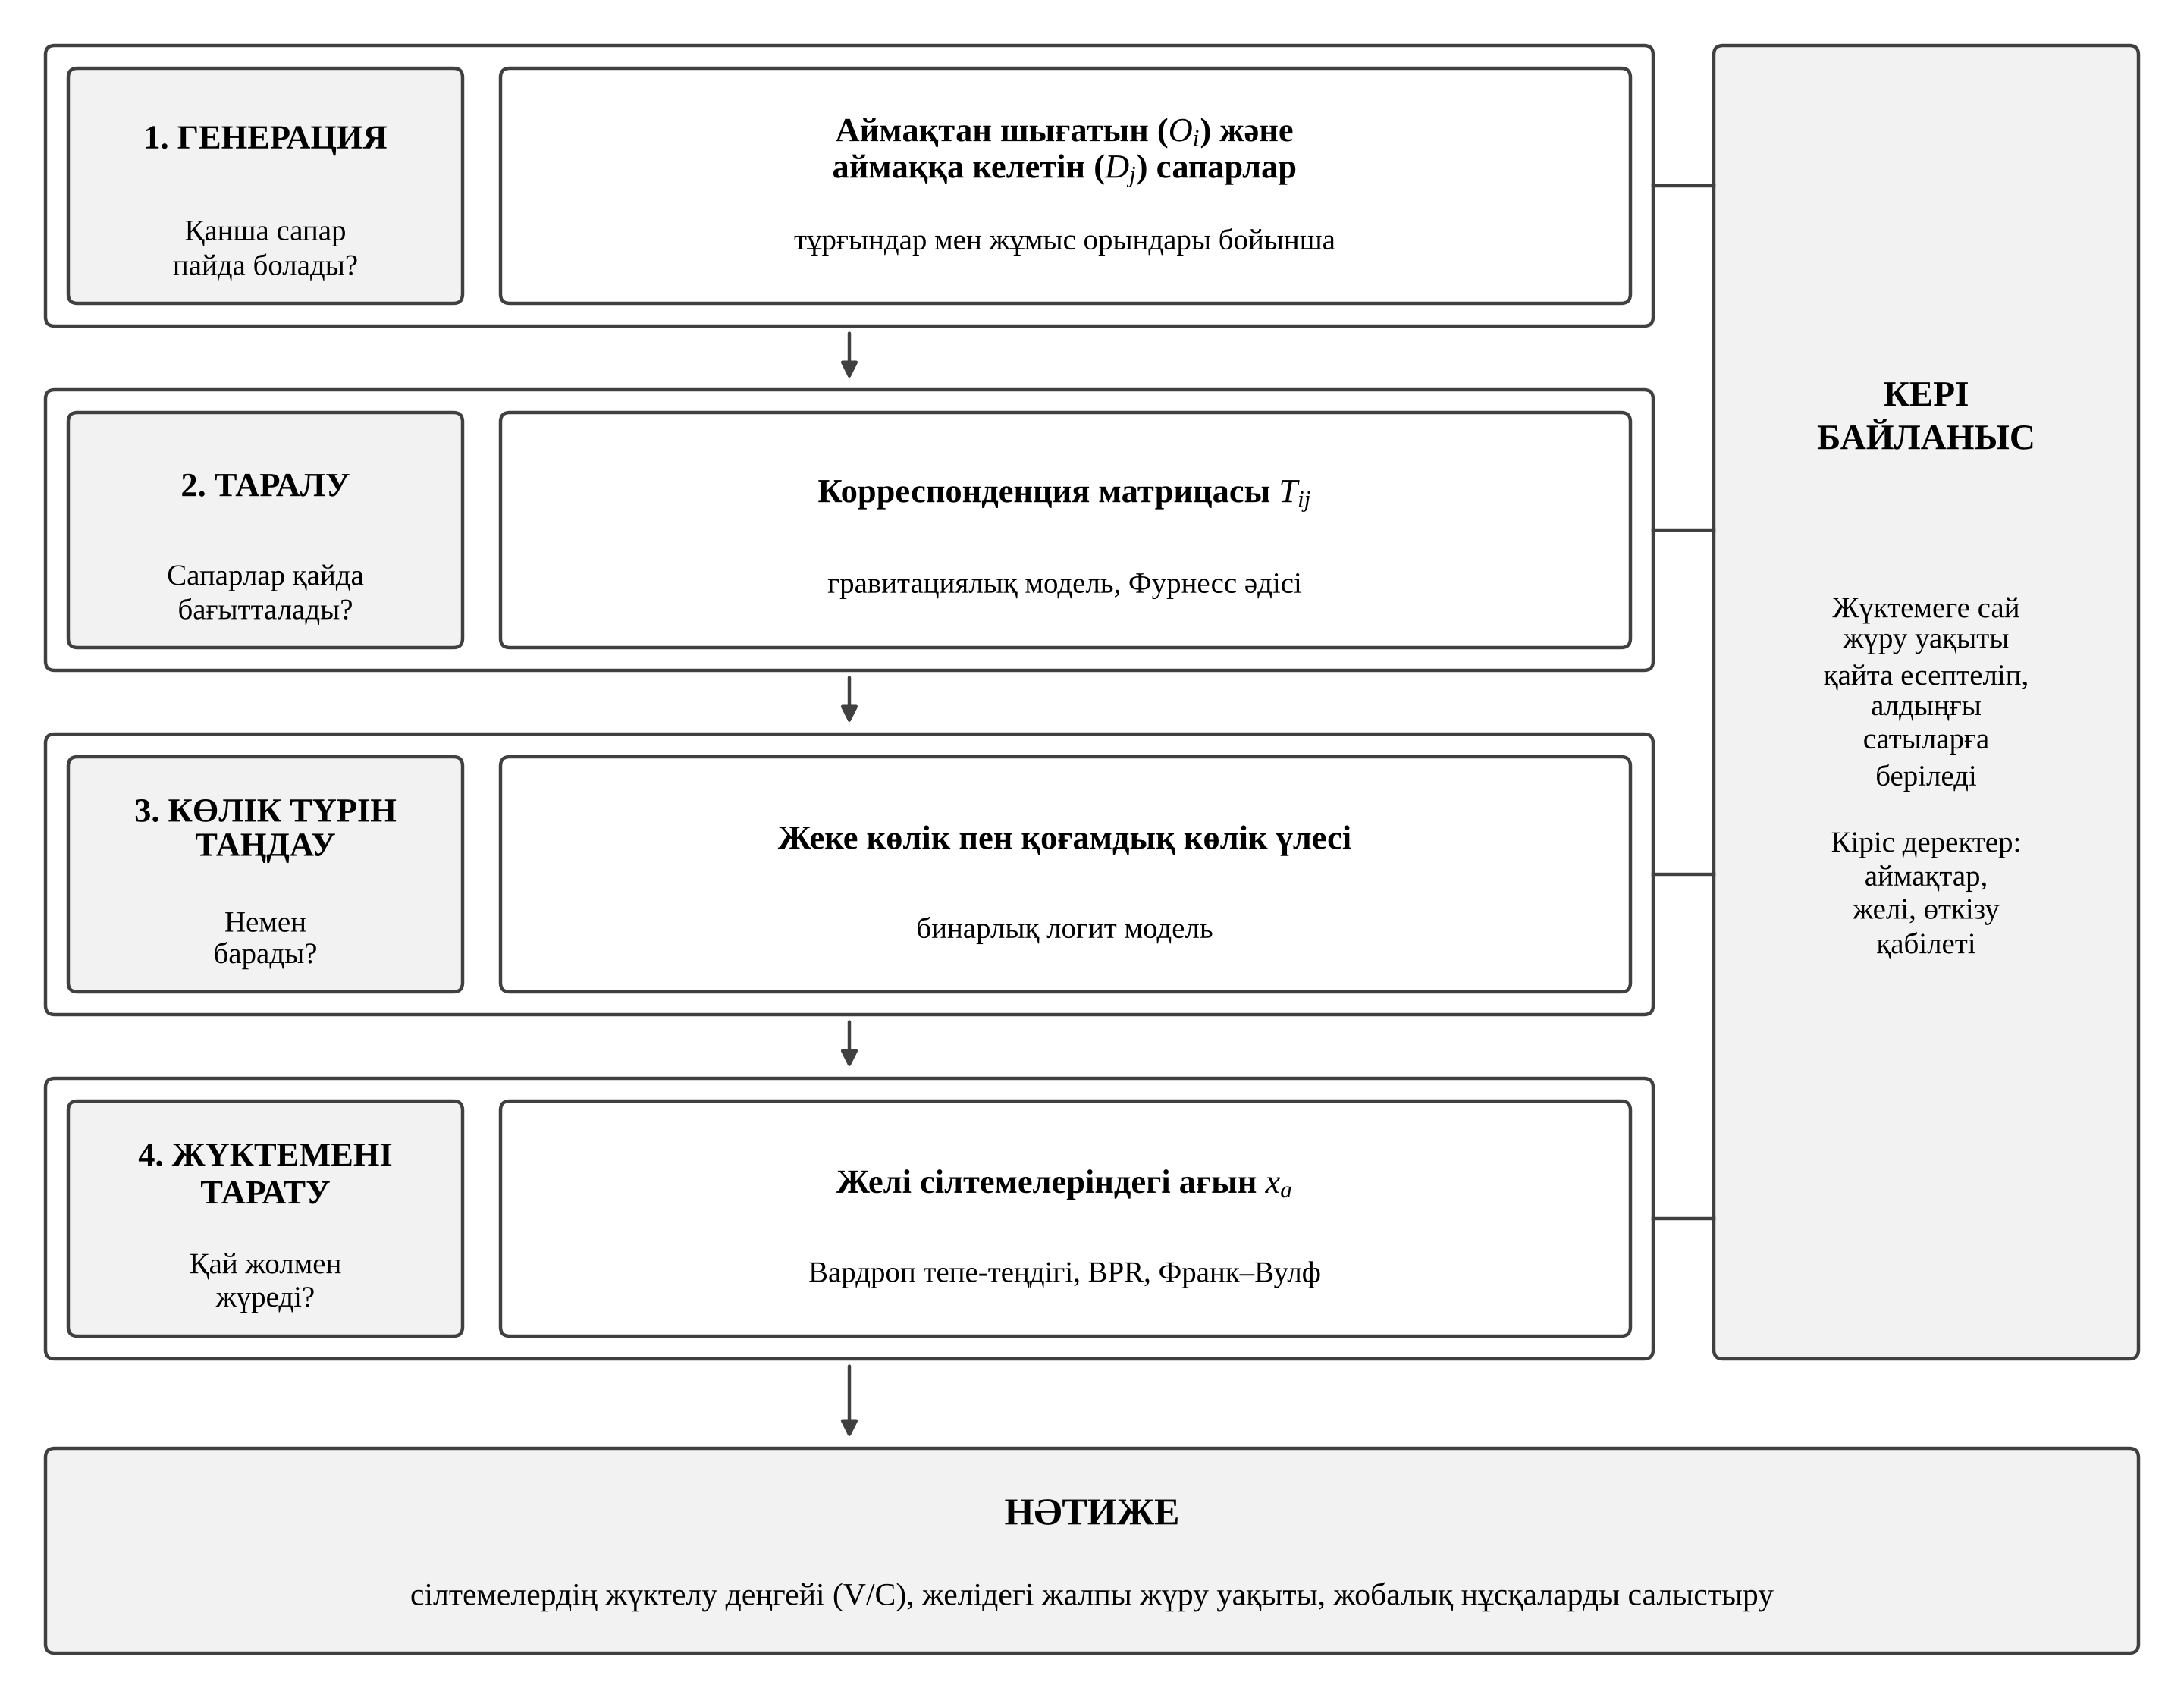 1. ГЕНЕРАЦИЯ
Қанша сапар
пайда болады?
Аймақтан шығатын (O_i) және
аймаққа келетін (D_j) сапарлар
тұрғындар мен жұмыс орындары бойынша
2. ТАРАЛУ
Сапарлар қайда
бағытталады?
Корреспонденция матрицасы T_ij
гравитациялық модель, Фурнесс әдісі
3. КӨЛІК ТҮРІН
ТАҢДАУ
Немен
барады?
Жеке көлік пен қоғамдық көлік үлесі
бинарлық логит модель
4. ЖҮКТЕМЕНІ
ТАРАТУ
Қай жолмен
жүреді?
Желі сілтемелеріндегі ағын x_a
Вардроп тепе-теңдігі, BPR, Франк–Вулф
КЕРІ
БАЙЛАНЫС
Жүктемеге сай
жүру уақыты
қайта есептеліп,
алдыңғы
сатыларға
беріледі
Кіріс деректер:
аймақтар,
желі, өткізу
қабілеті
НӘТИЖЕ
сілтемелердің жүктелу деңгейі (V/C), желідегі жалпы жүру уақыты, жобалық нұсқаларды салыстыру